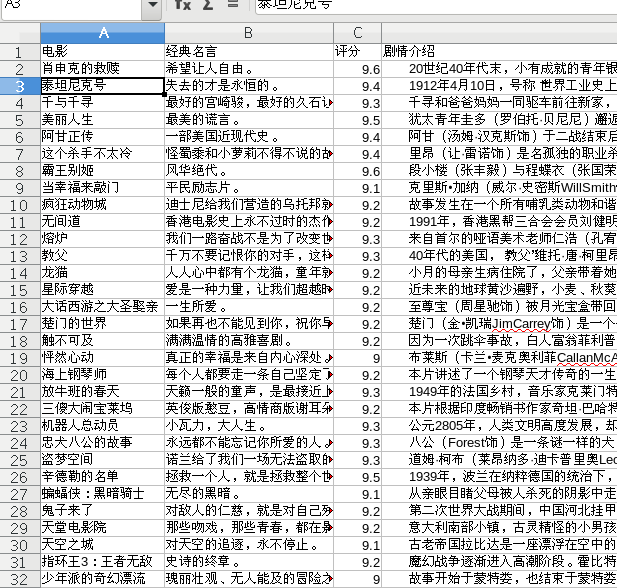 A3 fx Σ = 泰坦尼克号
A B C
1 电影 经典名言 评分 剧情介绍
2 肖申克的救赎 希望让人自由。 9.6 20世纪40年代末，小有成就的青年银
3 泰坦尼克号 失去的才是永恒的。 9.4 1912年4月10日，号称 世界工业史上
4 千与千寻 最好的宫崎骏，最好的久石让 9.3 千寻和爸爸妈妈一同驱车前往新家，
5 美丽人生 最美的谎言。 9.5 犹太青年圭多（罗伯托·贝尼尼）邂逅
6 阿甘正传 一部美国近现代史。 9.4 阿甘（汤姆·汉克斯饰）于二战结束后
7 这个杀手不太冷 怪蜀黍和小萝莉不得不说的故 9.4 里昂（让·雷诺饰）是名孤独的职业杀
8 霸王别姬 风华绝代。 9.6 段小楼（张丰毅）与程蝶衣（张国荣
9 当幸福来敲门 平民励志片。 9.1 克里斯•加纳（威尔·史密斯WillSmith
10 疯狂动物城 迪士尼给我们营造的乌托邦就 9.2 故事发生在一个所有哺乳类动物和谐
11 无间道 香港电影史上永不过时的杰作 9.2 1991年，香港黑帮三合会会员刘健明
12 熔炉 我们一路奋战不是为了改变世 9.3 来自首尔的哑语美术老师仁浩（孔宥
13 教父 千万不要记恨你的对手，这样 9.3 40年代的美国， 教父”维托·唐·柯里昂
14 龙猫 人人心中都有个龙猫，童年就 9.2 小月的母亲生病住院了，父亲带着她
15 星际穿越 爱是一种力量，让我们超越时 9.2 近未来的地球黄沙遍野，小麦、秋葵
16 大话西游之大圣娶亲 一生所爱。 9.2 至尊宝（周星驰饰）被月光宝盒带回
17 楚门的世界 如果再也不能见到你，祝你早 9.2 楚门（金•凯瑞JimCarrey饰）是一个
18 触不可及 满满温情的高雅喜剧。 9.2 因为一次跳伞事故，白人富翁菲利普
19 怦然心动 真正的幸福是来自内心深处。 9 布莱斯（卡兰•麦克奥利菲CallanMcA
20 海上钢琴师 每个人都要走一条自己坚定了 9.2 本片讲述了一个钢琴天才传奇的一生
21 放牛班的春天 天籁一般的童声，是最接近上 9.3 1949年的法国乡村，音乐家克莱门特
22 三傻大闹宝莱坞 英俊版憨豆，高情商版谢耳朵 9.2 本片根据印度畅销书作家奇坦·巴哈特
23 机器人总动员 小瓦力，大人生。 9.3 公元2805年，人类文明高度发展，却
24 忠犬八公的故事 永远都不能忘记你所爱的人。 9.3 八公（Forest饰）是一条谜一样的犬
25 盗梦空间 诺兰给了我们一场无法盗取的 9.3 道姆·柯布（莱昂纳多·迪卡普里奥Leo
26 辛德勒的名单 拯救一个人，就是拯救整个世 9.5 1939年，波兰在纳粹德国的统治下，
27 蝙蝠侠：黑暗骑士 无尽的黑暗。 9.1 从亲眼目睹父母被人杀死的阴影中走
28 鬼子来了 对敌人的仁慈，就是对自己残 9.2 第二次世界大战期间，中国河北挂甲
29 天堂电影院 那些吻戏，那些青春，都在影 9.2 意大利南部小镇，古灵精怪的小男孩
30 天空之城 对天空的追逐，永不停止。 9.1 古老帝国拉比达是一座漂浮在空中的
31 指环王3：王者无敌 史诗的终章。 9.2 魔幻战争逐渐进入高潮阶段。霍比特
32 少年派的奇幻漂流 瑰丽壮观、无人能及的冒险之 9 故事开始于蒙特娄，也结束于蒙特娄